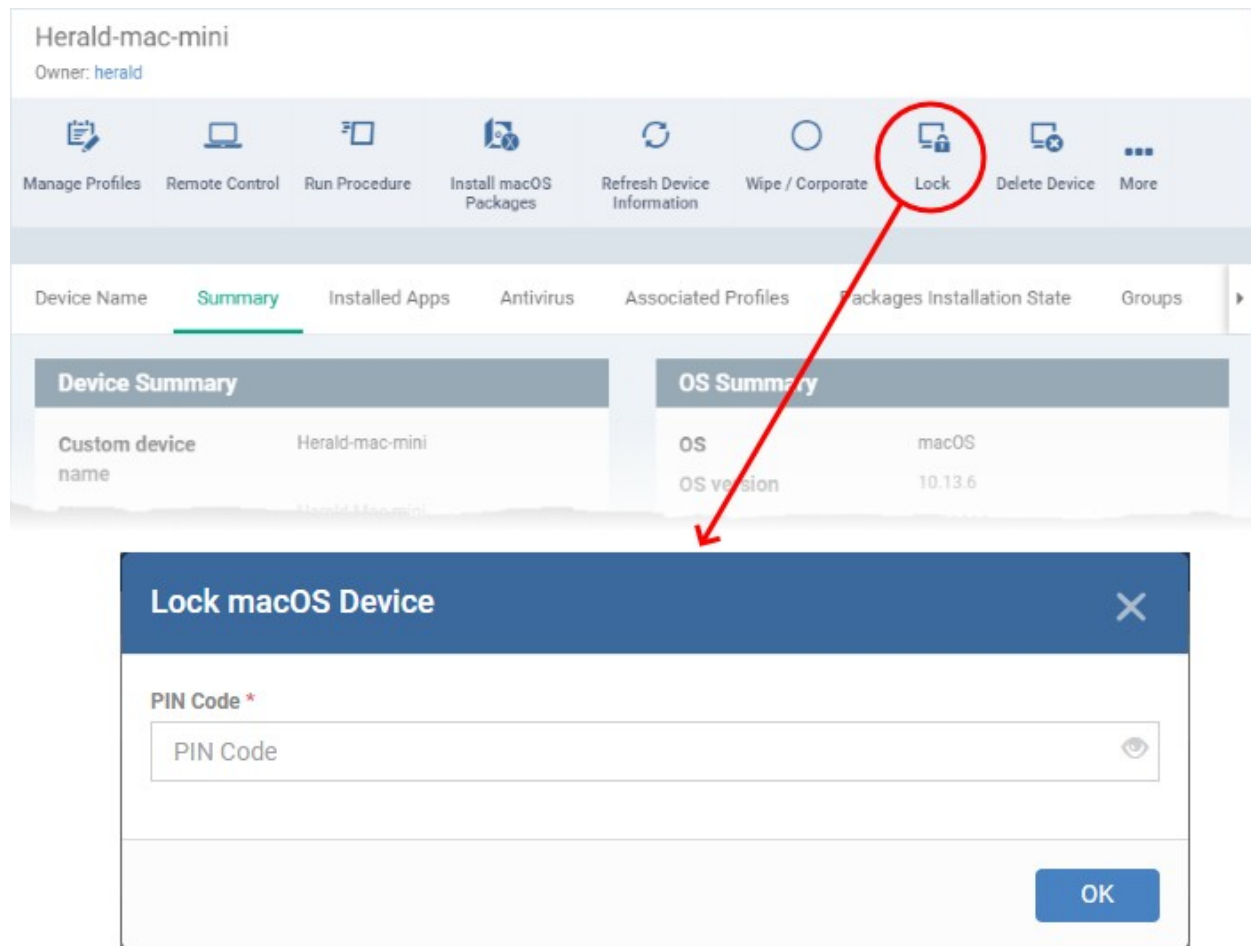 Herald-mac-mini
Owner: herald
Manage Profiles
Remote Control
Run Procedure
Install macOS
Packages
Refresh Device
Information
Wipe / Corporate
Lock
Delete Device
More
Device Name
Summary
Installed Apps
Antivirus
Associated Profiles
Packages Installation State
Groups
Device Summary
Custom device
name
Herald-mac-mini
OS Summary
OS
macOS
OS version
10.13.6
Lock macOS Device
PIN Code *
PIN Code
OK